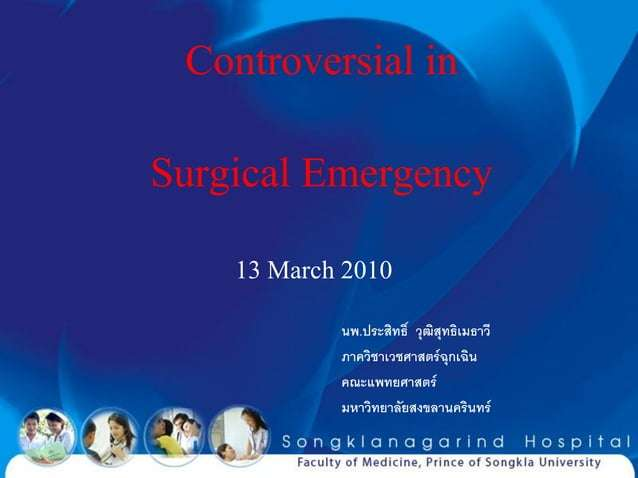 Controversial in
Surgical Emergency
13 March 2010
นพ.ประสิทธิ์ วุฒิสุทธิเมธาวี
ภาควิชาเวชศาสตร์ฉุกเฉิน
คณะแพทยศาสตร์
มหาวิทยาลัยสงขลานครินทร์
Songklanagarind Hospital
Faculty of Medicine, Prince of Songkla University